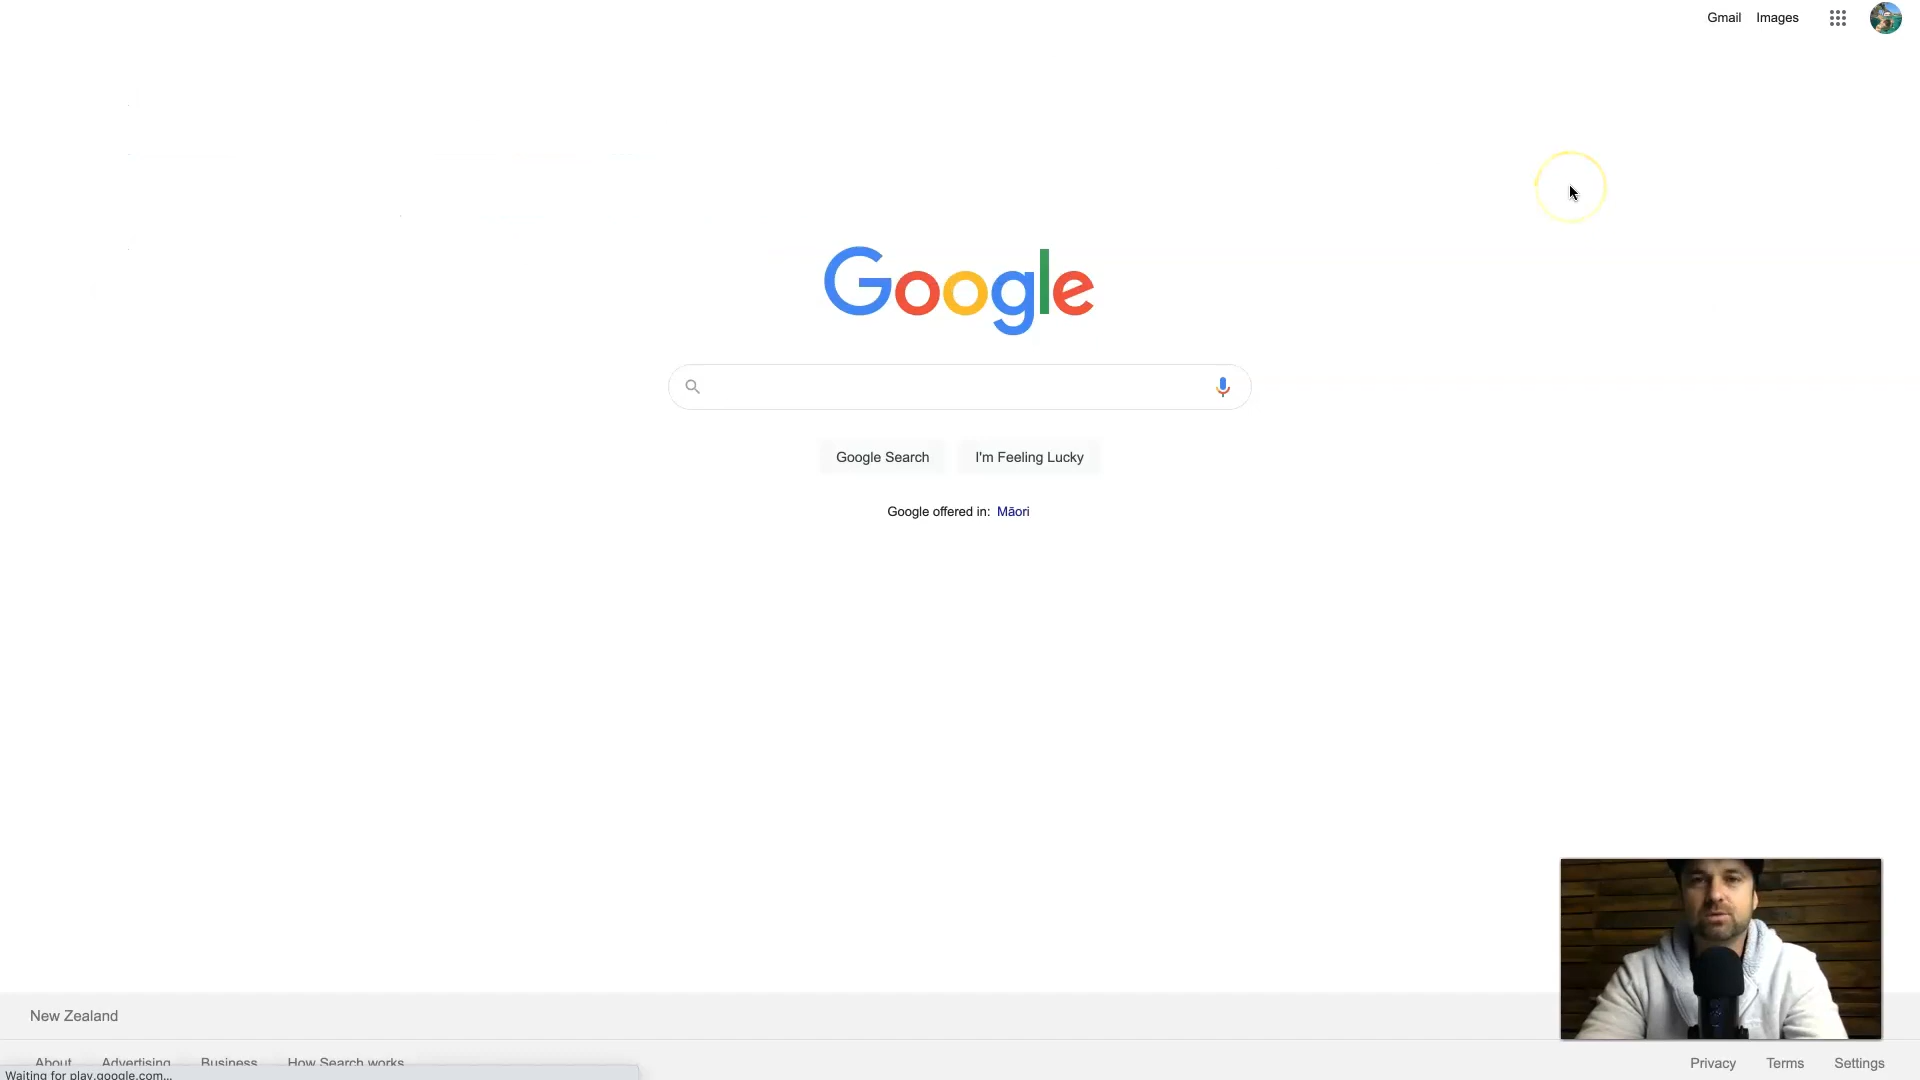 Gmail Images
Google
Google Search I'm Feeling Lucky
Google offered in: Māori
New Zealand
About Advertising Business How Search works
Privacy Terms Settings
Waiting for play.google.com...